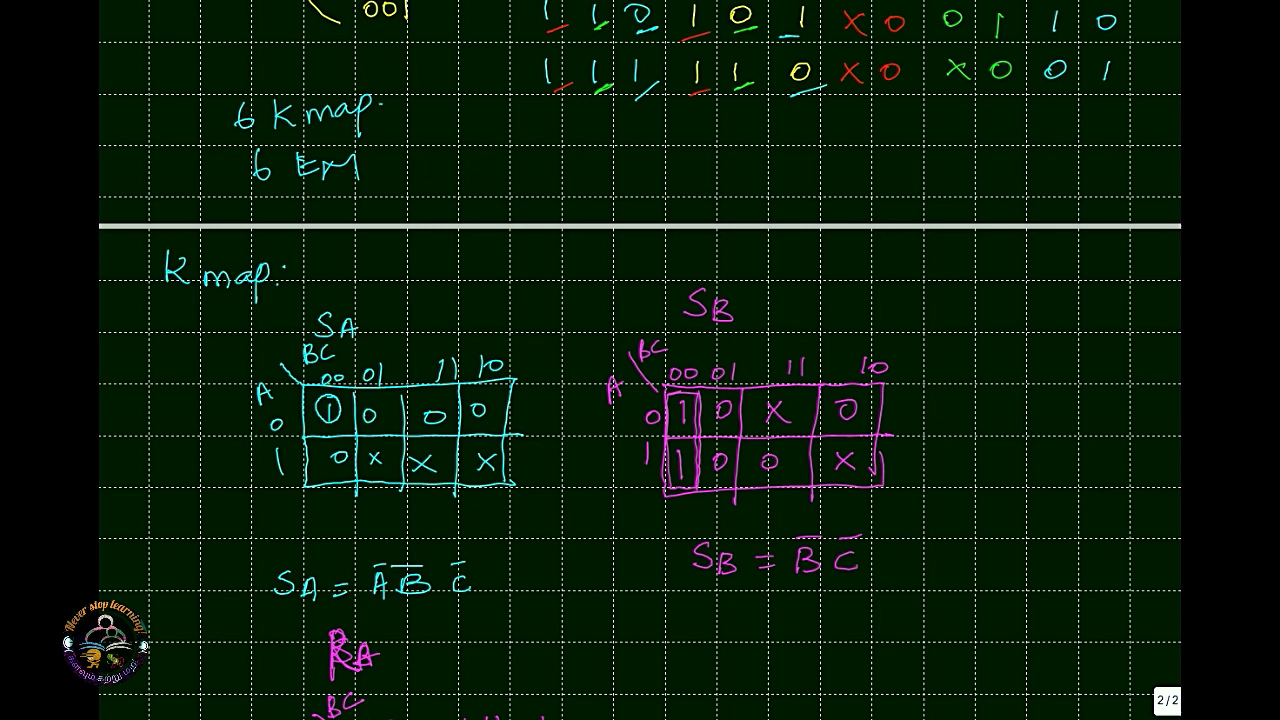 001
1 1 0 1 0 1 X 0 0 1 1 0
1 1 1 1 1 0 X 0 X 0 0 1
6 K map.
6 EM
K map:
SA
BC
00 01 11 10
A
0 1 0 0 0
1 0 X X X
SA = A̅ B̅ C̅
SB
BC
00 01 11 10
A
0 1 0 X 0
1 1 0 0 X
SB = B̅ C̅
RA
BC
Never stop learning!
2/2